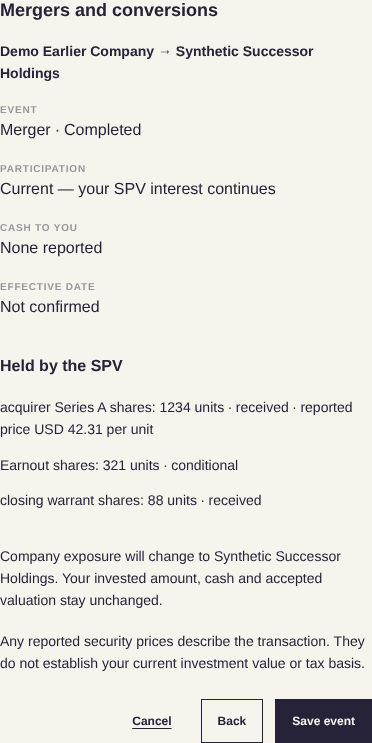 Mergers and conversions
Demo Earlier Company → Synthetic Successor
Holdings
EVENT
Merger · Completed
PARTICIPATION
Current — your SPV interest continues
CASH TO YOU
None reported
EFFECTIVE DATE
Not confirmed
Held by the SPV
acquirer Series A shares: 1234 units · received · reported
price USD 42.31 per unit
Earnout shares: 321 units · conditional
closing warrant shares: 88 units · received
Company exposure will change to Synthetic Successor
Holdings. Your invested amount, cash and accepted
valuation stay unchanged.
Any reported security prices describe the transaction. They
do not establish your current investment value or tax basis.
Cancel Back Save event